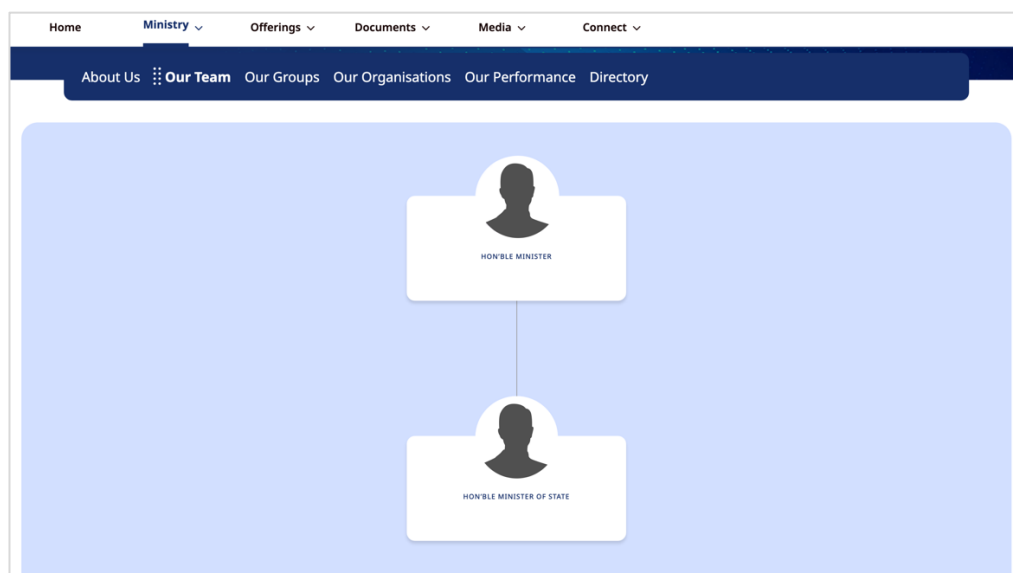 Home Ministry Offerings Documents Media Connect
About Us Our Team Our Groups Our Organisations Our Performance Directory
HON'BLE MINISTER
HON'BLE MINISTER OF STATE